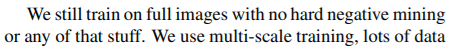 We still train on full images with no hard negative mining
or any of that stuff. We use multi-scale training, lots of data